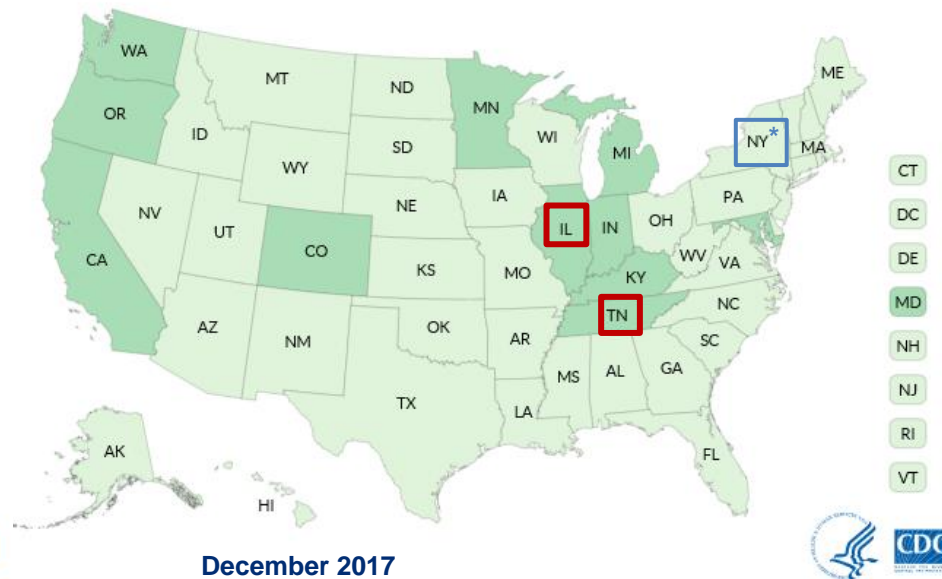 WA
MT
ND
ME
OR
MN
ID
WI
NY*
MA
SD
MI
WY
CT
IA
PA
NE
NV
OH
DC
IL
IN
UT
CO
WV
VA
CA
KS
MO
KY
DE
NC
MD
TN
AZ
OK
NM
AR
SC
NH
MS
AL
GA
NJ
TX
LA
RI
AK
FL
VT
HI
December 2017
CDC